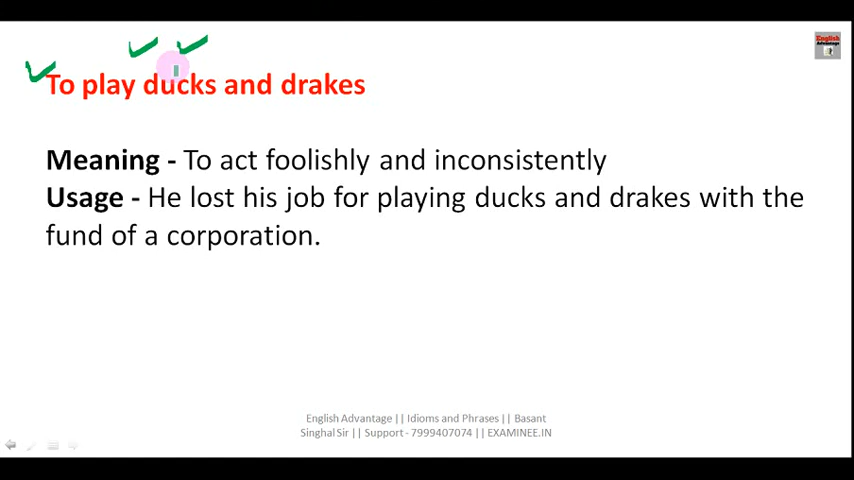 English
Advantage
To play ducks and drakes
Meaning - To act foolishly and inconsistently
Usage - He lost his job for playing ducks and drakes with the
fund of a corporation.
English Advantage || Idioms and Phrases || Basant
Singhal Sir || Support - 7999407074 || EXAMINEE.IN